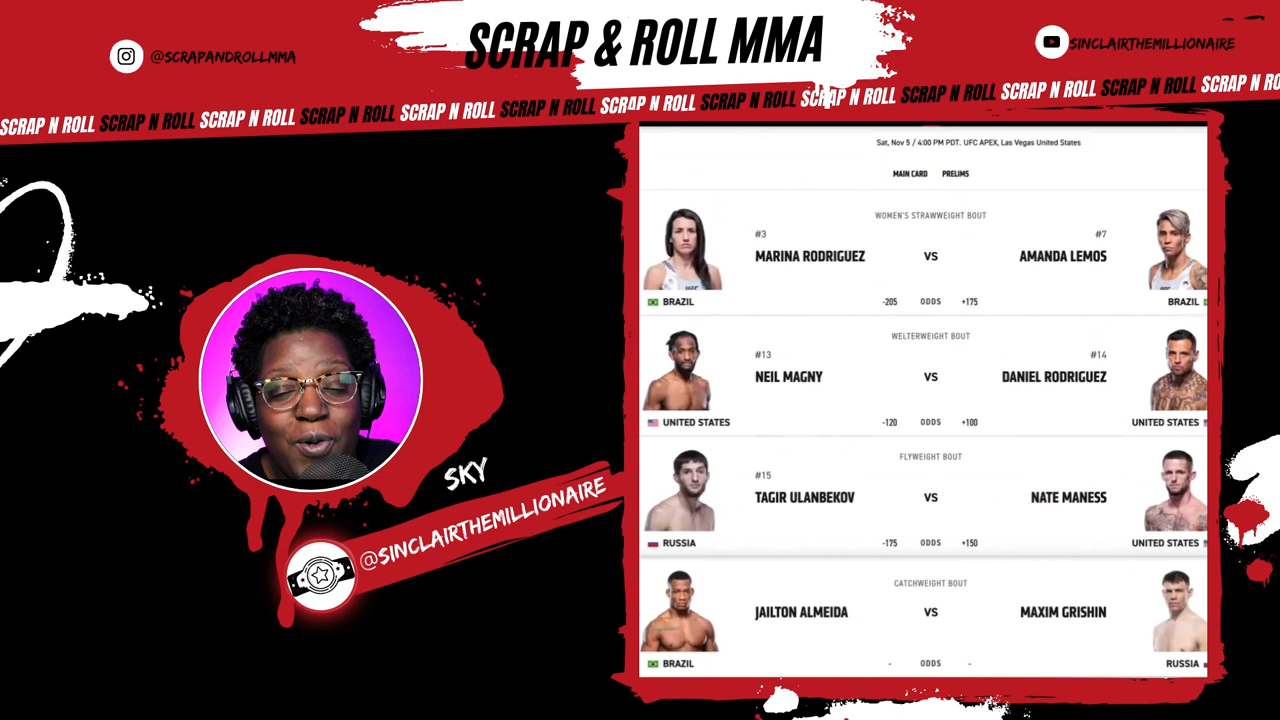 SCRAP & ROLL MMA
@SCRAPANDROLLMMA
SINCLAIRTHEMILLIONAIRE
SCRAP N ROLL SCRAP N ROLL SCRAP N ROLL SCRAP N ROLL SCRAP N ROLL SCRAP N ROLL SCRAP N ROLL SCRAP N ROLL SCRAP N ROLL SCRAP N ROLL SCRAP N ROLL SCRAP N ROLL SCRAP N RO
Sat, Nov 5 / 4:00 PM PDT. UFC APEX, Las Vegas United States
MAIN CARD PRELIMS
WOMEN'S STRAWWEIGHT BOUT
#3 #7
MARINA RODRIGUEZ VS AMANDA LEMOS
BRAZIL -205 ODDS +175 BRAZIL
WELTERWEIGHT BOUT
#13 #14
NEIL MAGNY VS DANIEL RODRIGUEZ
UNITED STATES -120 ODDS +100 UNITED STATES
FLYWEIGHT BOUT
#15
TAGIR ULANBEKOV VS NATE MANESS
RUSSIA -175 ODDS +150 UNITED STATES
CATCHWEIGHT BOUT
JAILTON ALMEIDA VS MAXIM GRISHIN
BRAZIL - ODDS - RUSSIA
SKY
@SINCLAIRTHEMILLIONAIRE